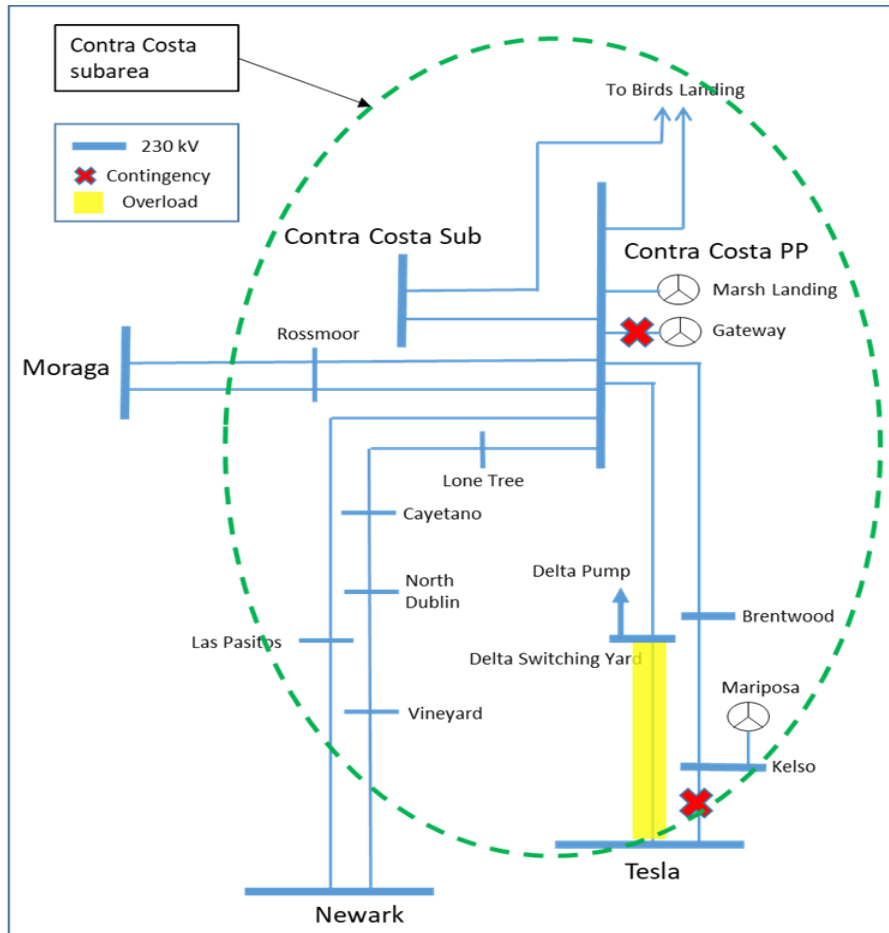 Contra Costa
subarea
To Birds Landing
230 kV
Contingency
Overload
Contra Costa Sub
Contra Costa PP
Marsh Landing
Rossmoor
Gateway
Moraga
Lone Tree
Cayetano
Delta Pump
North
Dublin
Brentwood
Las Pasitos
Delta Switching Yard
Mariposa
Vineyard
Kelso
Tesla
Newark